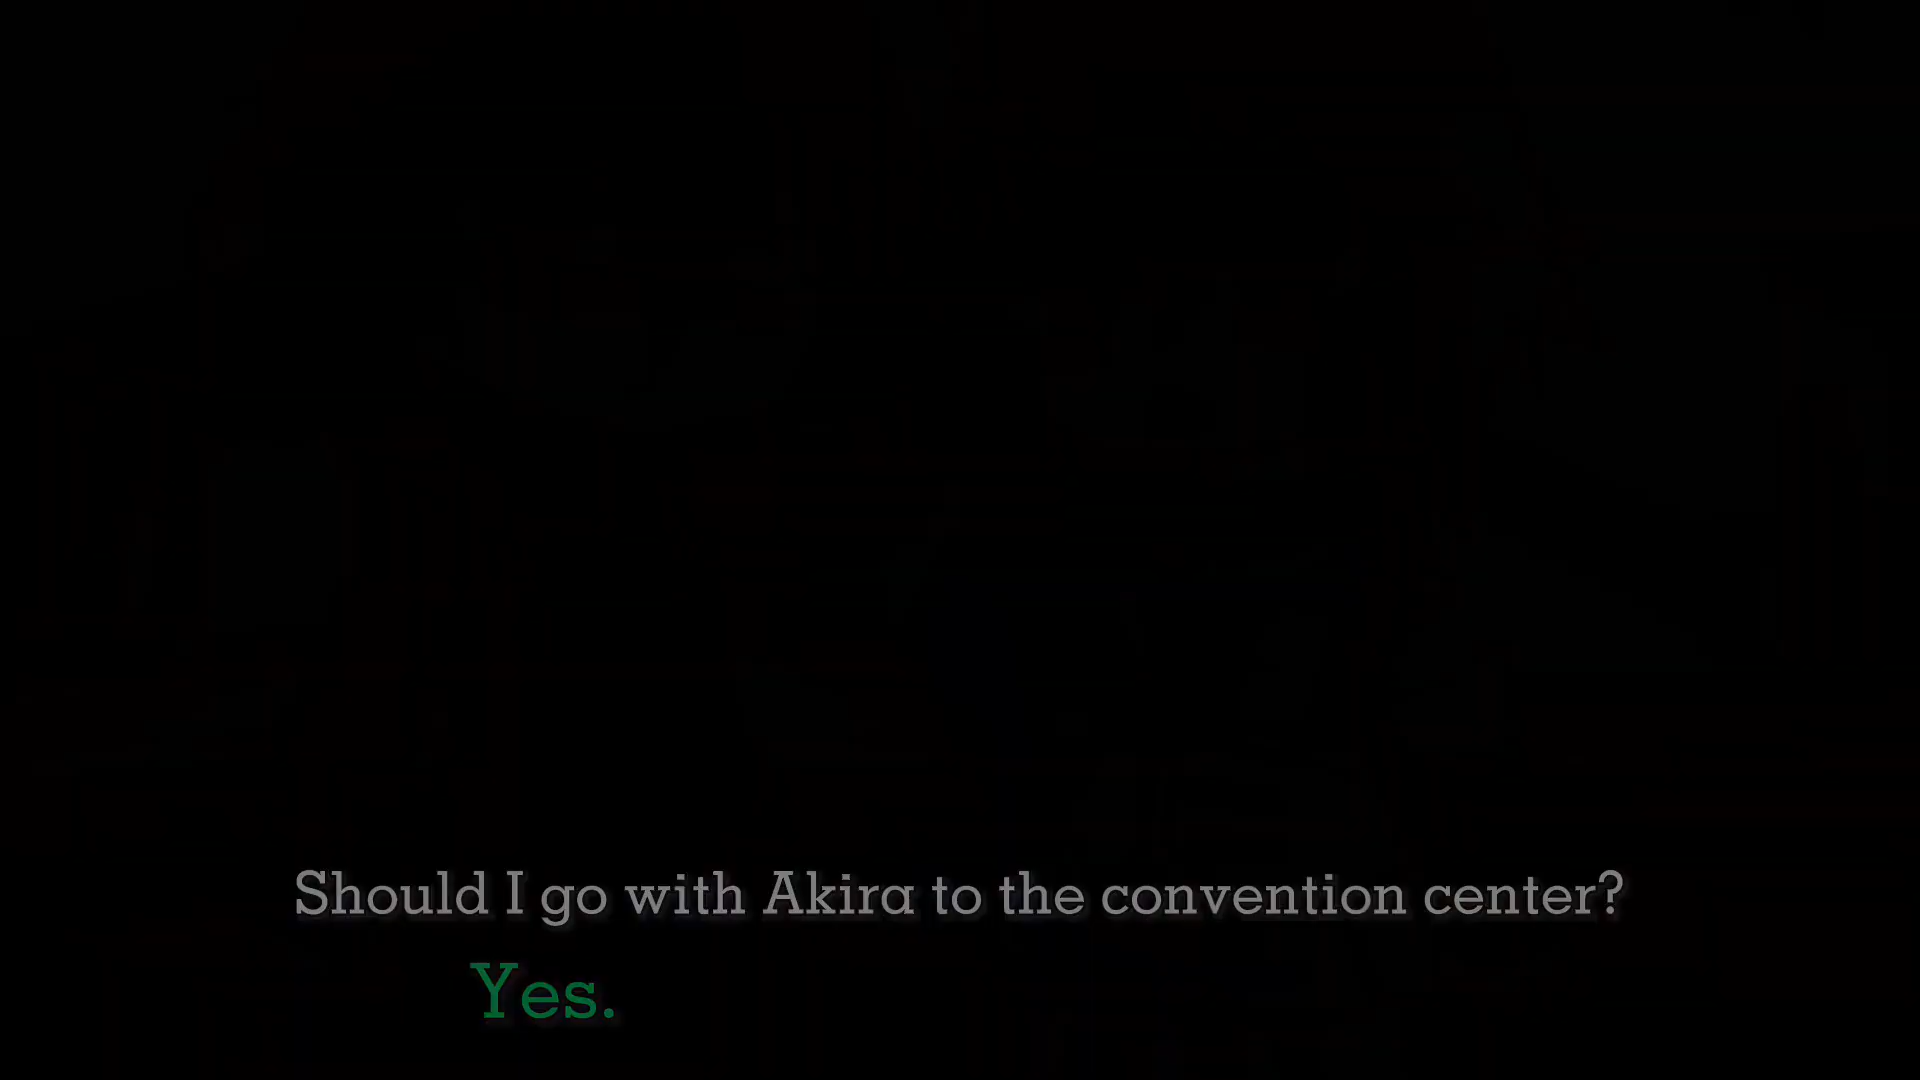 Should I go with Akira to the convention center?
Yes.